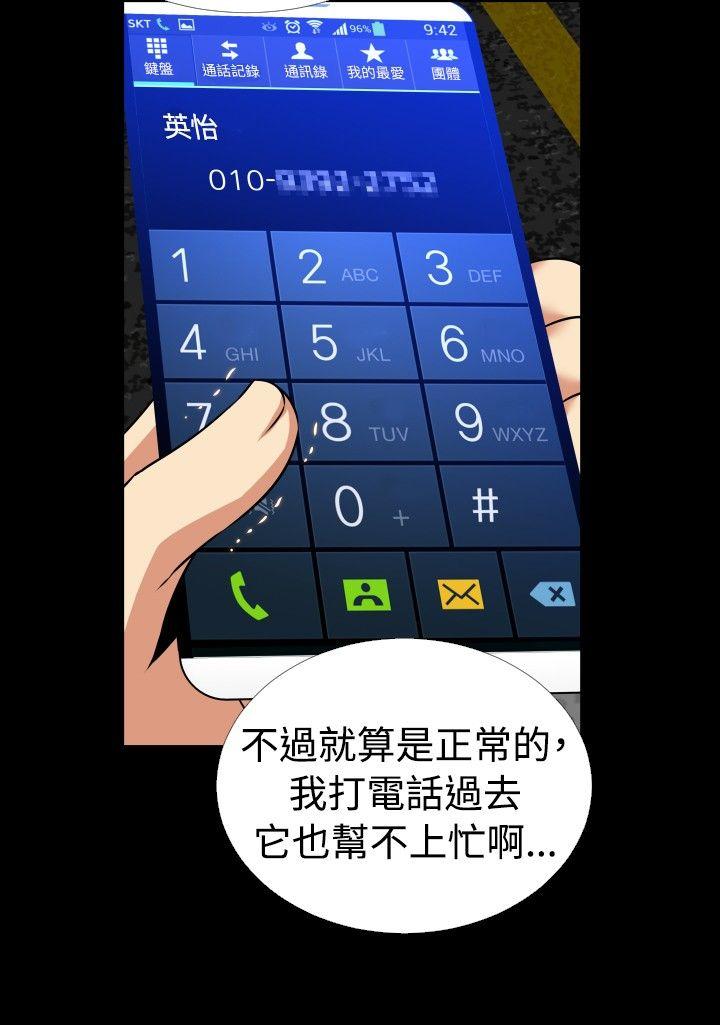 SKT 96% 9:42
鍵盤 通話記錄 通訊錄 我的最愛 團體
英怡
010-
1 2 ABC 3 DEF
4 GHI 5 JKL 6 MNO
7 8 TUV 9 WXYZ
0 + #
不過就算是正常的,
我打電話過去
它也幫不上忙啊...